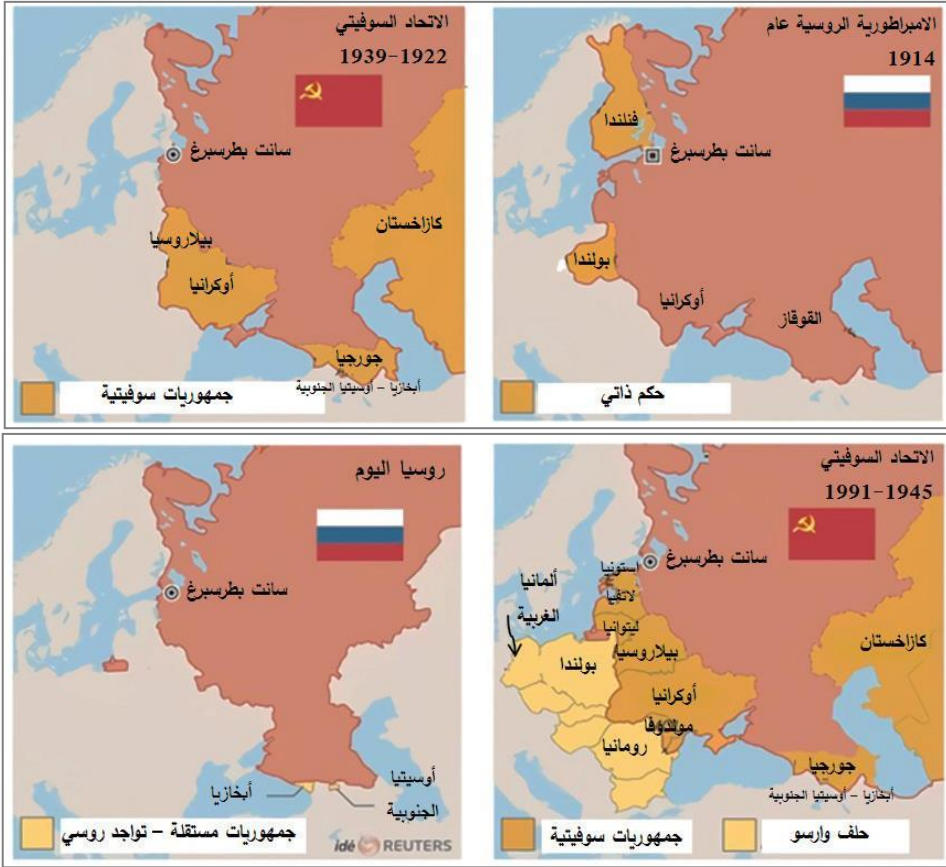 الامبراطورية الروسية عام
1914
فنلندا
سانت بطرسبرغ
بولندا
أوكرانيا
القوقاز
حكم ذاتي
الاتحاد السوفيتي
1939-1922
سانت بطرسبرغ
كازاخستان
بيلاروسيا
أوكرانيا
جورجيا
أبخازيا – أوسيتيا الجنوبية
جمهوريات سوفيتية
الاتحاد السوفيتي
1991-1945
سانت بطرسبرغ
استونيا
لاتفيا
ليتوانيا
ألمانيا
الغربية
بولندا
بيلاروسيا
كازاخستان
أوكرانيا
مولدوفا
رومانيا
جورجيا
أبخازيا – أوسيتيا الجنوبية
حلف وارسو
جمهوريات سوفيتية
روسيا اليوم
سانت بطرسبرغ
أبخازيا
أوسيتيا
الجنوبية
جمهوريات مستقلة – تواجد روسي
idé REUTERS